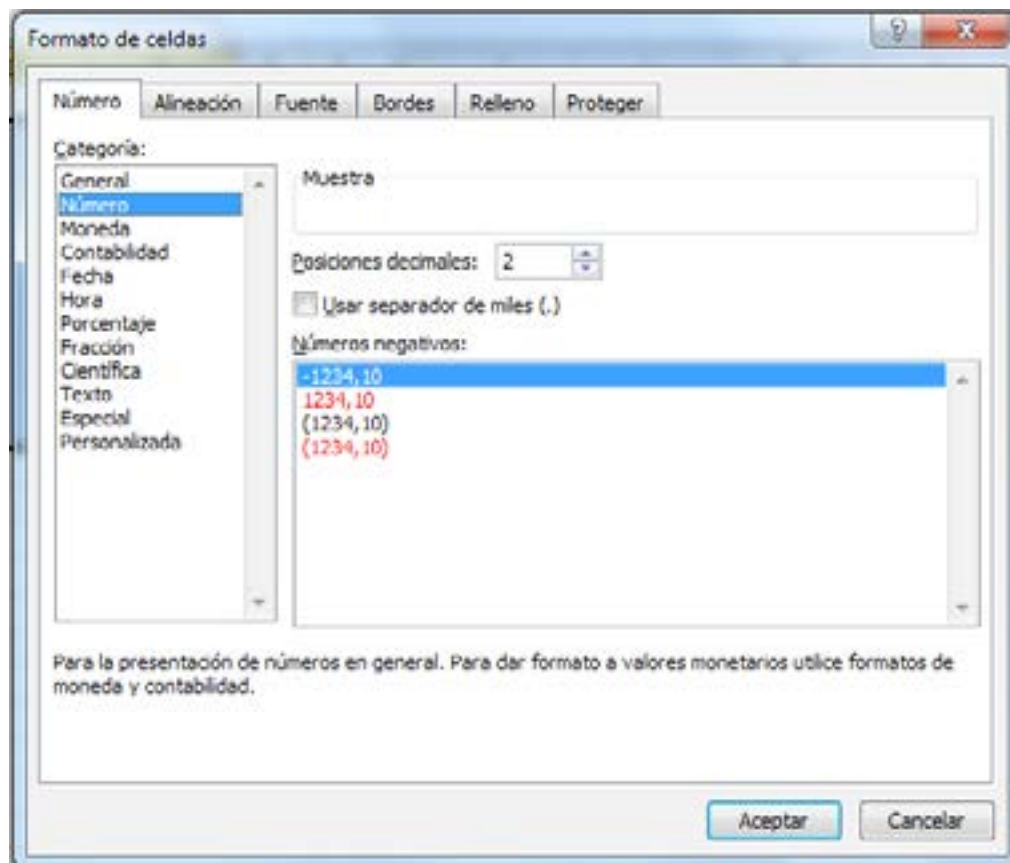 Formato de celdas
Número Alineación Fuente Bordes Relleno Proteger
Categoría:
General
Número
Moneda
Contabilidad
Fecha
Hora
Porcentaje
Fracción
Científica
Texto
Especial
Personalizada
Muestra
Posiciones decimales: 2
Usar separador de miles (.)
Números negativos:
-1234,10
1234,10
(1234,10)
(1234,10)
Para la presentación de números en general. Para dar formato a valores monetarios utilice formatos de
moneda y contabilidad.
Aceptar Cancelar